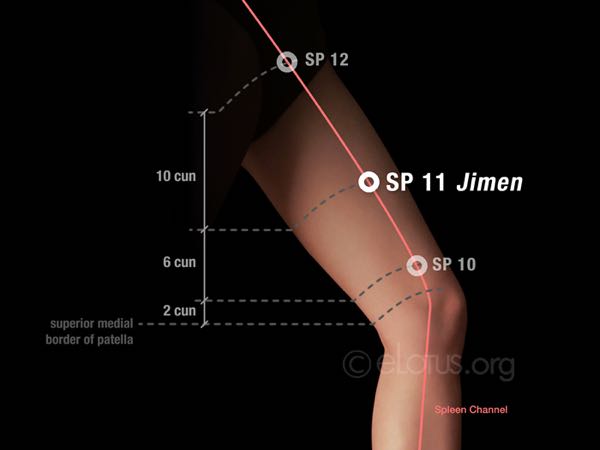 SP 12
10 cun
SP 11 Jimen
6 cun
SP 10
2 cun
superior medial
border of patella
© eLotus.org
Spleen Channel